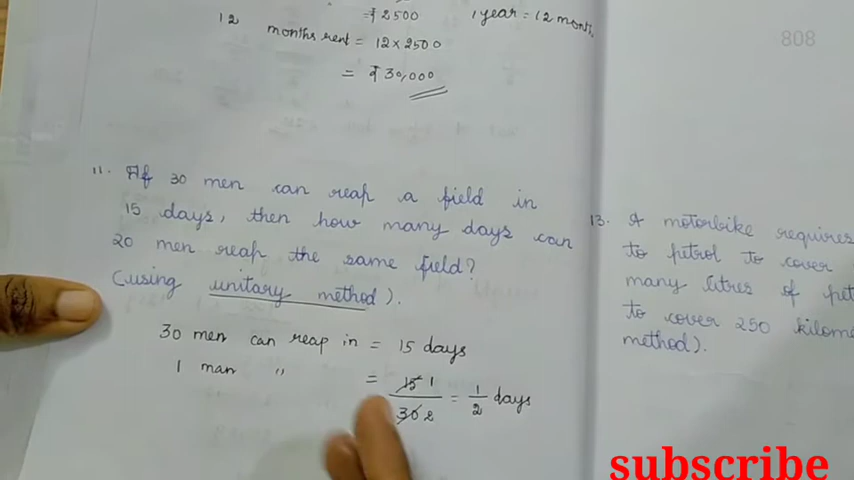 = ₹ 2500
1 year = 12 month
12 months rent = 12 × 2500
= ₹ 30,000
808
11. If 30 men can reap a field in
15 days, then how many days can
20 men reap the same field?
(using unitary method).
30 men can reap in = 15 days
1 man " = 15 1 / 30 2 = 1/2 days
13. A motorbike requires
to petrol to cover
many litres of pet
to cover 250 kilome
method).
subscribe